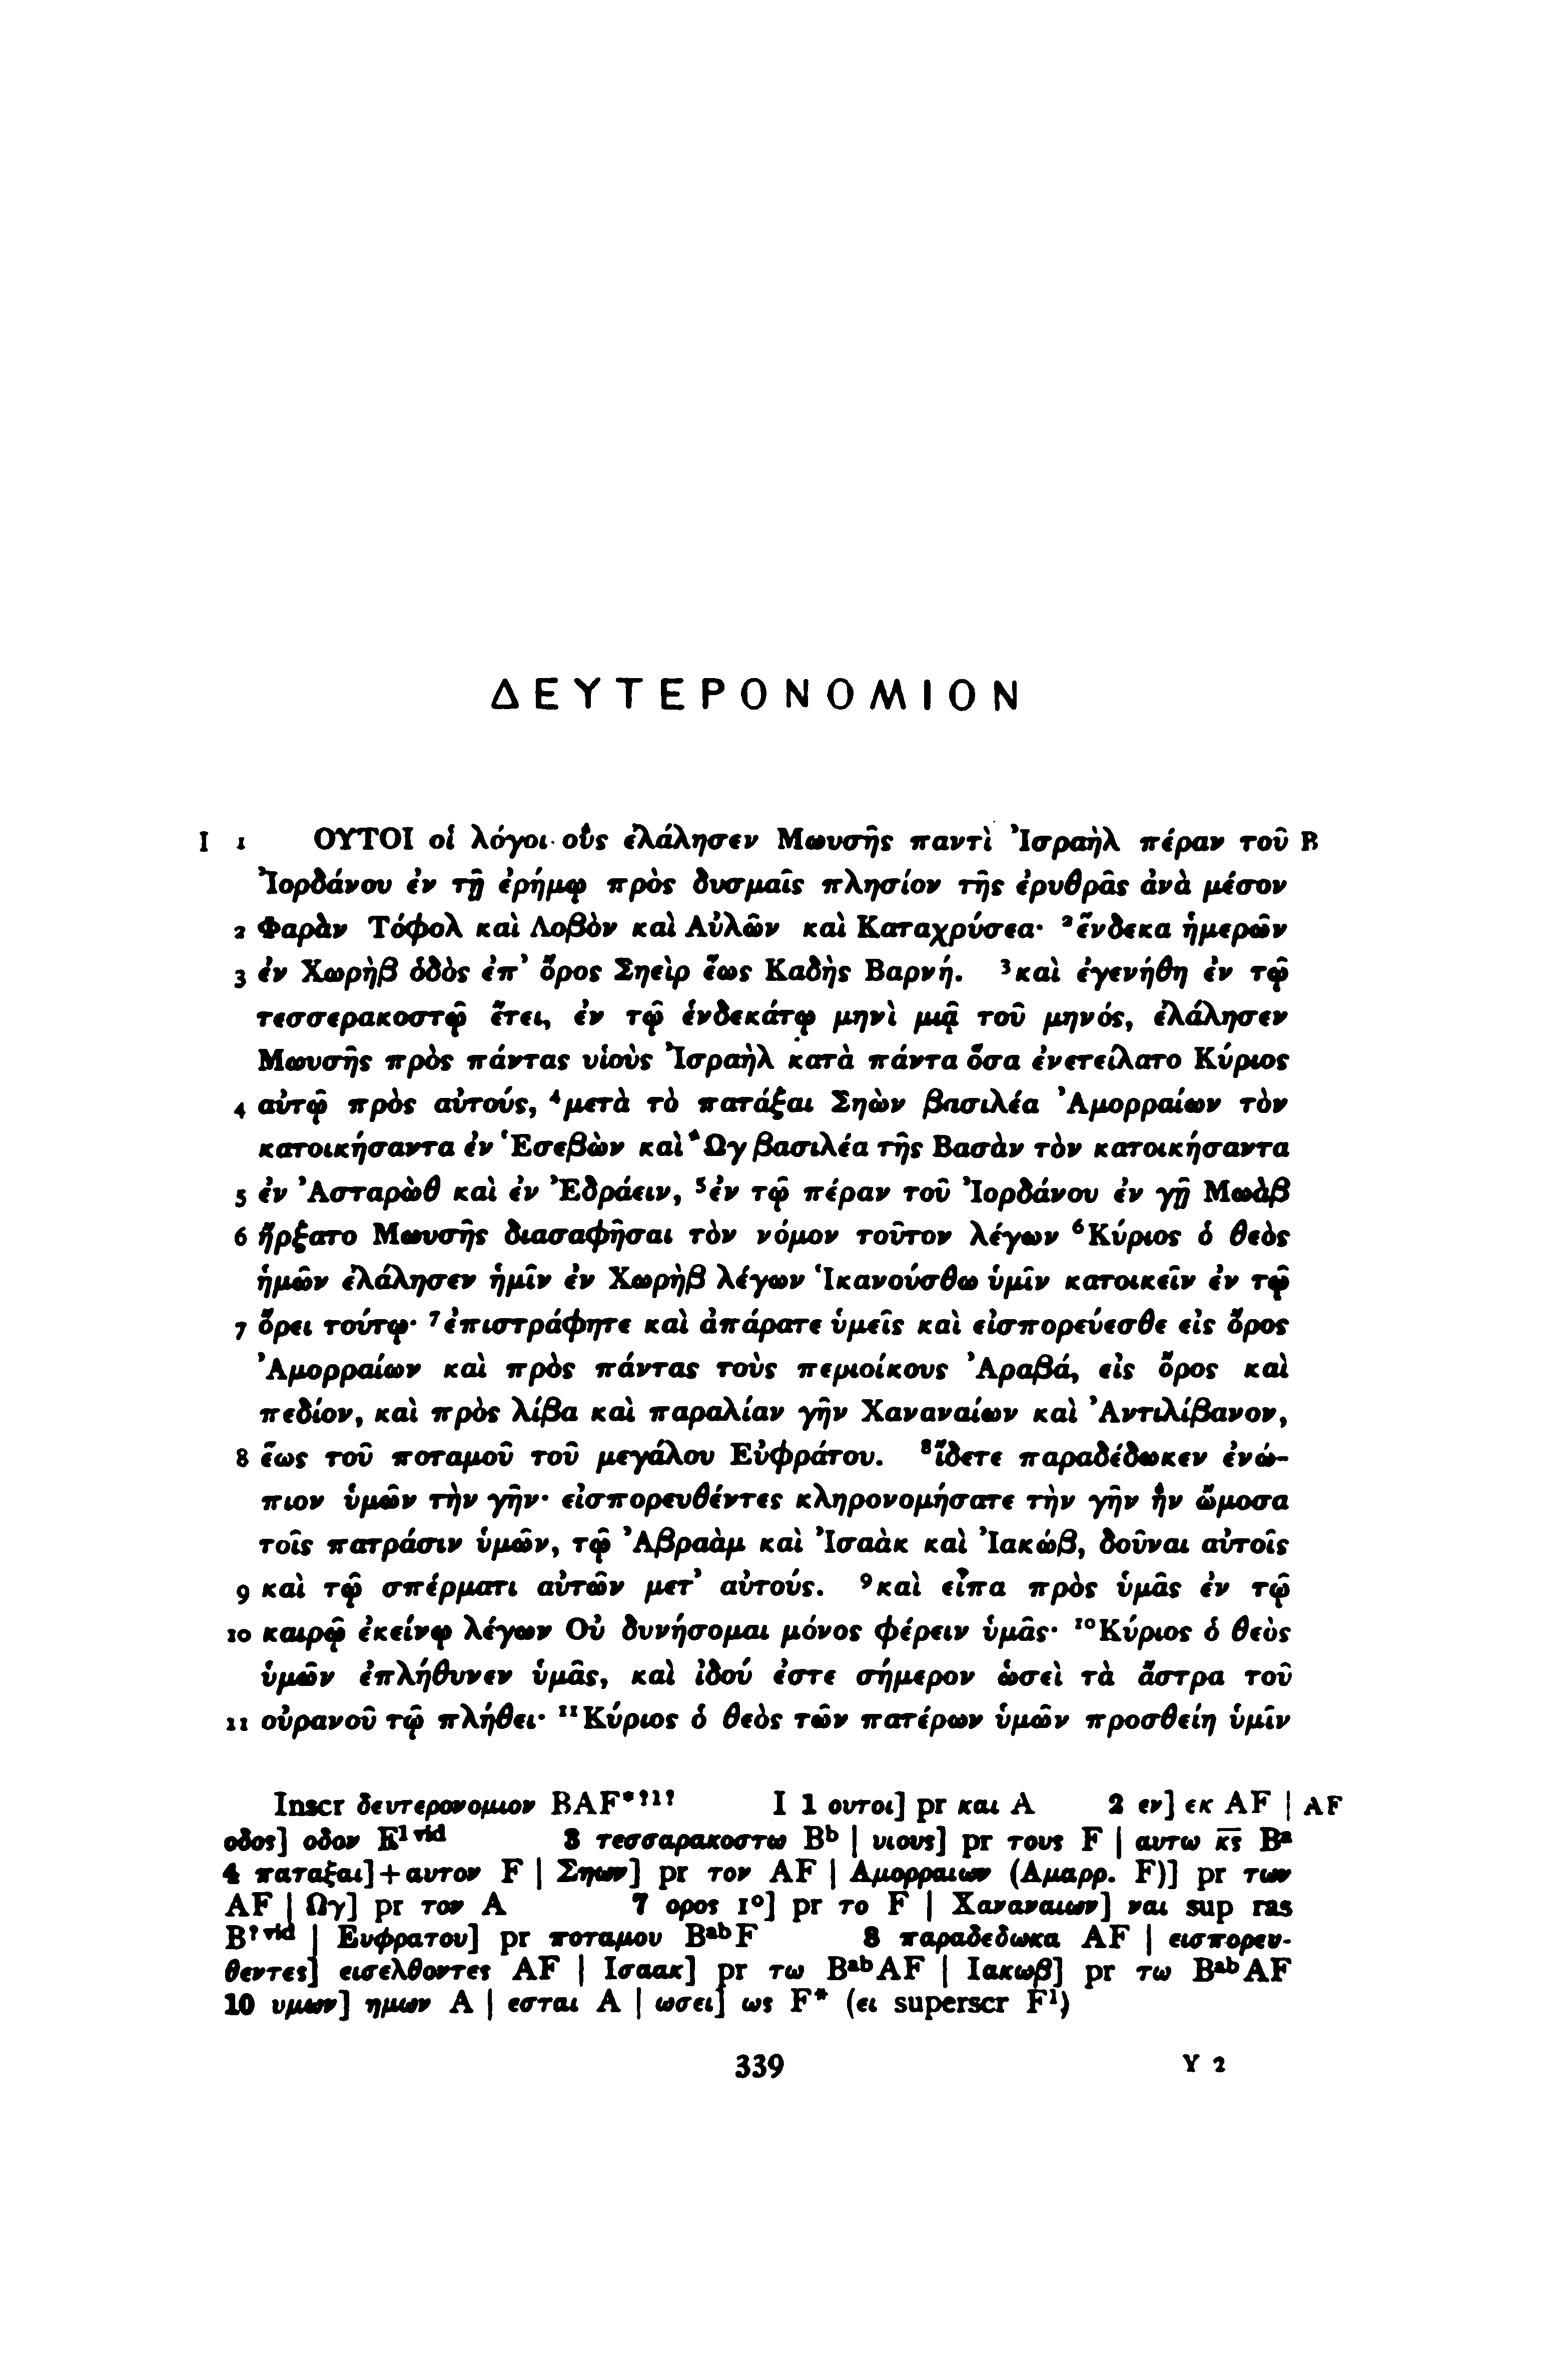 ΔΕΥΤΕΡΟΝΟΜΙΟΝ
I 1 ΟΥΤΟΙ οἱ λόγοι οὓς ἐλάλησεν Μωυσῆς παντὶ Ἰσραὴλ πέραν τοῦ B
Ἰορδάνου ἐν τῇ ἐρήμῳ πρὸς δυσμαῖς πλησίον τῆς ἐρυθρᾶς ἀνὰ μέσον
2 Φαρὰν Τόφολ καὶ Λοβὸν καὶ Αὐλῶν καὶ Καταχρύσεα· ²ἕνδεκα ἡμερῶν
3 ἐν Χωρὴβ ὁδὸς ἐπ’ ὄρος Σηεὶρ ἕως Καδὴς Βαρνή. ³καὶ ἐγενήθη ἐν τῷ
τεσσερακοστῷ ἔτει, ἐν τῷ ἑνδεκάτῳ μηνὶ μιᾷ τοῦ μηνός, ἐλάλησεν
Μωυσῆς πρὸς πάντας υἱοὺς Ἰσραὴλ κατὰ πάντα ὅσα ἐνετείλατο Κύριος
4 αὐτῷ πρὸς αὐτούς, ⁴μετὰ τὸ πατάξαι Σηὼν βασιλέα Ἀμορραίων τὸν
κατοικήσαντα ἐν Ἑσεβὼν καὶ Ὢγ βασιλέα τῆς Βασὰν τὸν κατοικήσαντα
5 ἐν Ἀσταρὼθ καὶ ἐν Ἐδράειν, ⁵ἐν τῷ πέραν τοῦ Ἰορδάνου ἐν γῇ Μωὰβ
6 ἤρξατο Μωυσῆς διασαφῆσαι τὸν νόμον τοῦτον λέγων ⁶Κύριος ὁ θεὸς
ἡμῶν ἐλάλησεν ἡμῖν ἐν Χωρὴβ λέγων Ἱκανούσθω ὑμῖν κατοικεῖν ἐν τῷ
7 ὄρει τούτῳ· ⁷ἐπιστράφητε καὶ ἀπάρατε ὑμεῖς καὶ εἰσπορεύεσθε εἰς ὄρος
Ἀμορραίων καὶ πρὸς πάντας τοὺς περιοίκους Ἀραβά, εἰς ὄρος καὶ
πεδίον, καὶ πρὸς λίβα καὶ παραλίαν γῆν Χαναναίων καὶ Ἀντιλίβανον,
8 ἕως τοῦ ποταμοῦ τοῦ μεγάλου Εὐφράτου. ⁸ἴδετε παραδέδωκεν ἐνώ-
πιον ὑμῶν τὴν γῆν· εἰσπορευθέντες κληρονομήσατε τὴν γῆν ἣν ὤμοσα
τοῖς πατράσιν ὑμῶν, τῷ Ἀβραὰμ καὶ Ἰσαὰκ καὶ Ἰακώβ, δοῦναι αὐτοῖς
9 καὶ τῷ σπέρματι αὐτῶν μετ’ αὐτούς. ⁹καὶ εἶπα πρὸς ὑμᾶς ἐν τῷ
10 καιρῷ ἐκείνῳ λέγων Οὐ δυνήσομαι μόνος φέρειν ὑμᾶς· ¹⁰Κύριος ὁ θεὸς
ὑμῶν ἐπλήθυνεν ὑμᾶς, καὶ ἰδού ἐστε σήμερον ὡσεὶ τὰ ἄστρα τοῦ
11 οὐρανοῦ τῷ πλήθει· ¹¹Κύριος ὁ θεὸς τῶν πατέρων ὑμῶν προσθείη ὑμῖν
Inscr δευτερονομιον BAF*?1? I 1 ουτοι] pr και A 2 εν] εκ AF | AF
οδος] οδον F¹ᵛⁱᵈ 3 τεσσαρακοστω Bᵇ | υιους] pr τους F | αυτω κ̅ς̅ Bᵃ
4 παταξαι]+αυτον F | Σηων] pr τον AF | Αμορραιων (Αμαρρ. F)] pr των
AF | Ωγ] pr τον A 7 ορος 1°] pr το F | Χαναναιων] ναι sup ras
B?ᵛⁱᵈ | Ευφρατου] pr ποταμου BᵃᵇF 8 παραδεδωκα AF | εισπορευ-
θεντες] εισελθοντες AF | Ισαακ] pr τω BᵃᵇAF | Ιακωβ] pr τω BᵃᵇAF
10 υμων] ημων A | εσται A | ωσει] ως F* (ει superscr F¹)
339 Y 2